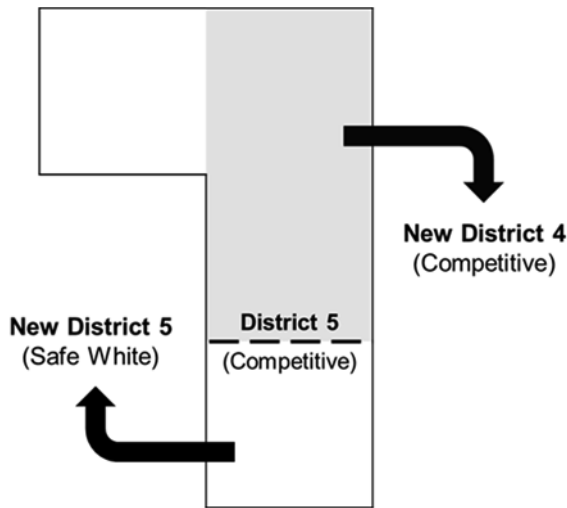 New District 4
(Competitive)
New District 5
(Safe White)
District 5
(Competitive)